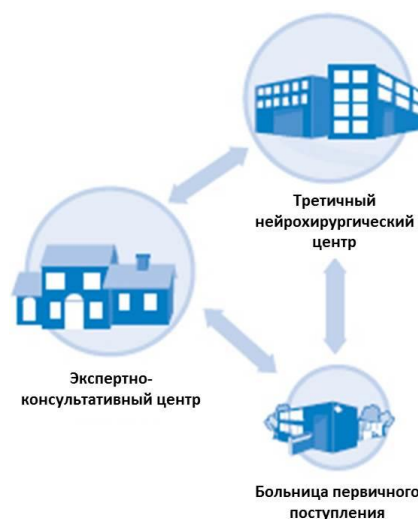 Третичный
нейрохирургический
центр
Экспертно-
консультативный центр
Больница первичного
поступления